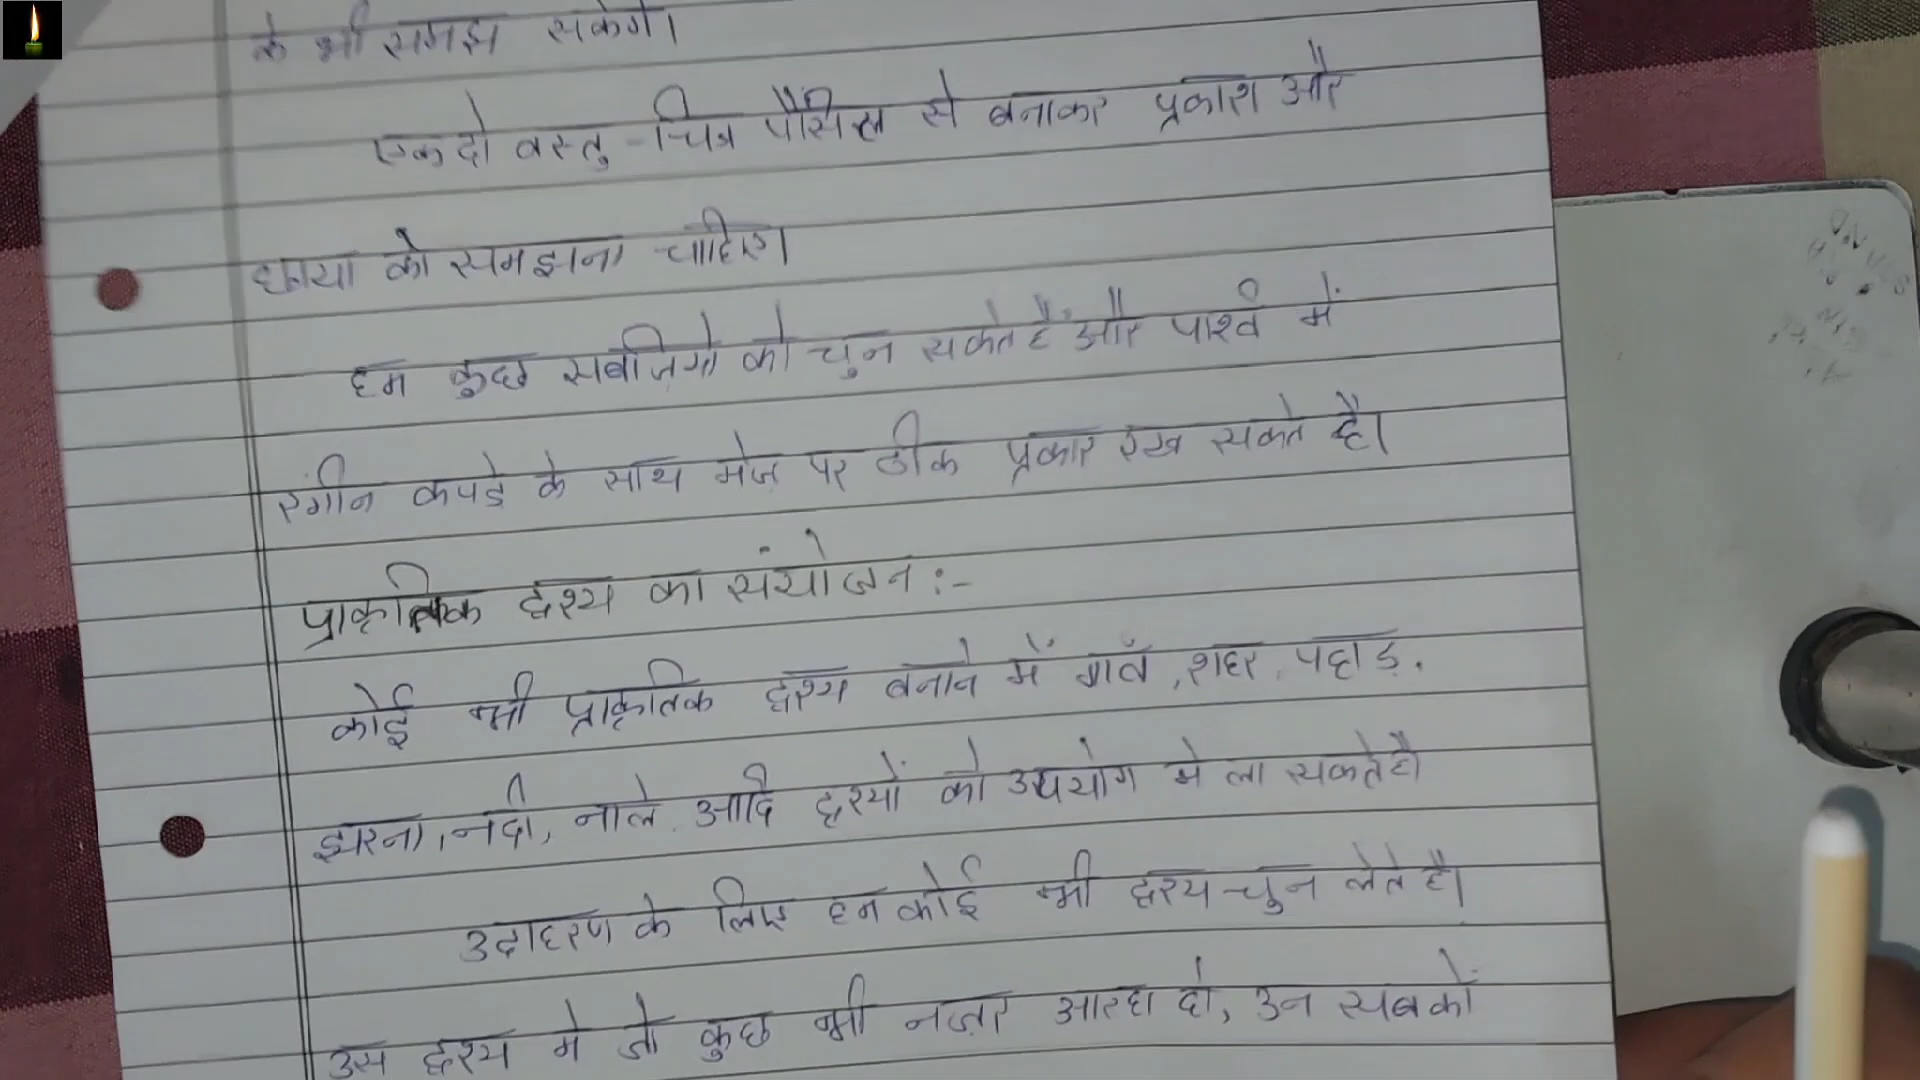 के भी समझ सकेंगे।
एक दो वस्तु-चित्र पेंसिल से बनाकर प्रकाश और
छाया को समझना चाहिए।
हम कुछ सब्जियों को चुन सकते हैं और पार्श्व में
रंगीन कपड़े के साथ मेज़ पर ठीक प्रकार रख सकते है।
प्राकृतिक दृश्य का संयोजन :-
कोई भी प्राकृतिक दृश्य बनाने में गाँव, शहर, पहाड़,
झरना, नदी, नाले, आदि दृश्यों को उपयोग मे ला सकते है
उदाहरण के लिए हम कोई भी दृश्य चुन लेते है।
उस दृश्य मे जो कुछ भी नज़र आ रहा हो, उन सबको